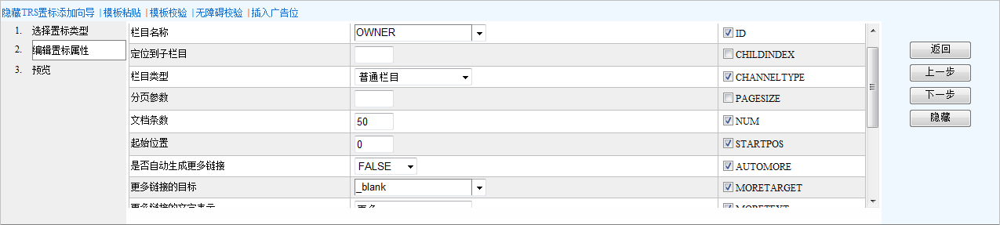 隐藏TRS置标添加向导 | 模板粘贴 | 模板校验 | 无障碍校验 | 插入广告位
1. 选择置标类型
2. 编辑置标属性
3. 预览
栏目名称 OWNER ID
定位到子栏目 CHILDINDEX
栏目类型 普通栏目 CHANNELTYPE
分页参数 PAGESIZE
文档条数 50 NUM
起始位置 0 STARTPOS
是否自动生成更多链接 FALSE AUTOMORE
更多链接的目标 _blank MORETARGET
更多链接的文字表示 更多 MORETEXT
返回
上一步
下一步
隐藏